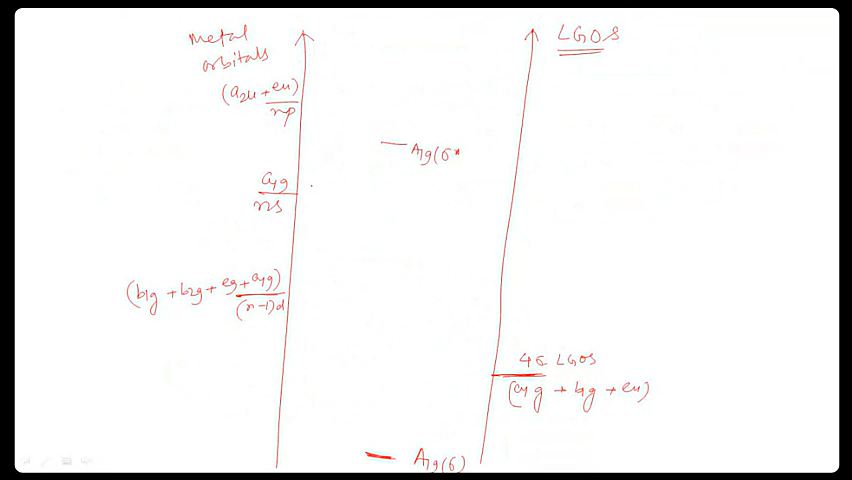 metal
orbitals
LGOS
(a2u + eu)
np
A1g(σ*
a1g
ns
(b1g + b2g + eg + a1g)
(n-1)d
4σ LGOS
(a1g + b1g + eu)
A1g(σ)